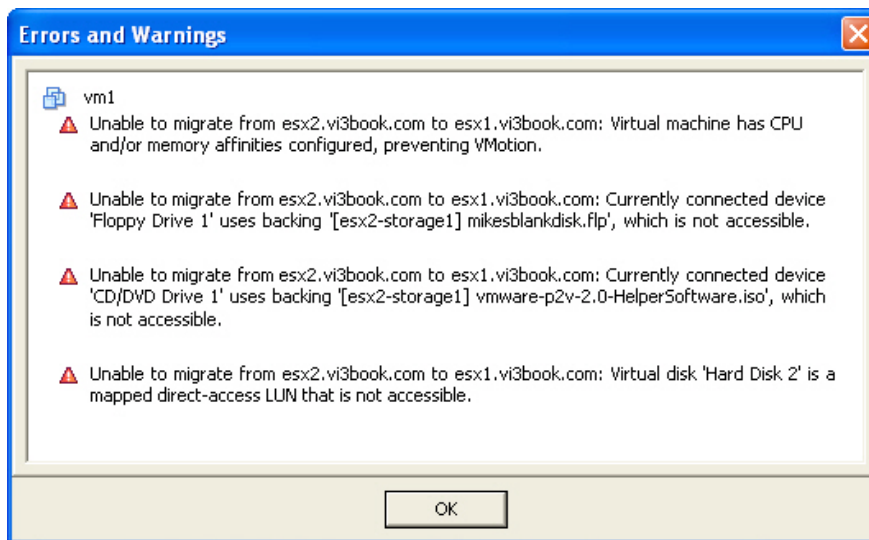 Errors and Warnings
vm1
Unable to migrate from esx2.vi3book.com to esx1.vi3book.com: Virtual machine has CPU
and/or memory affinities configured, preventing VMotion.
Unable to migrate from esx2.vi3book.com to esx1.vi3book.com: Currently connected device
'Floppy Drive 1' uses backing '[esx2-storage1] mikesblankdisk.flp', which is not accessible.
Unable to migrate from esx2.vi3book.com to esx1.vi3book.com: Currently connected device
'CD/DVD Drive 1' uses backing '[esx2-storage1] vmware-p2v-2.0-HelperSoftware.iso', which
is not accessible.
Unable to migrate from esx2.vi3book.com to esx1.vi3book.com: Virtual disk 'Hard Disk 2' is a
mapped direct-access LUN that is not accessible.
OK